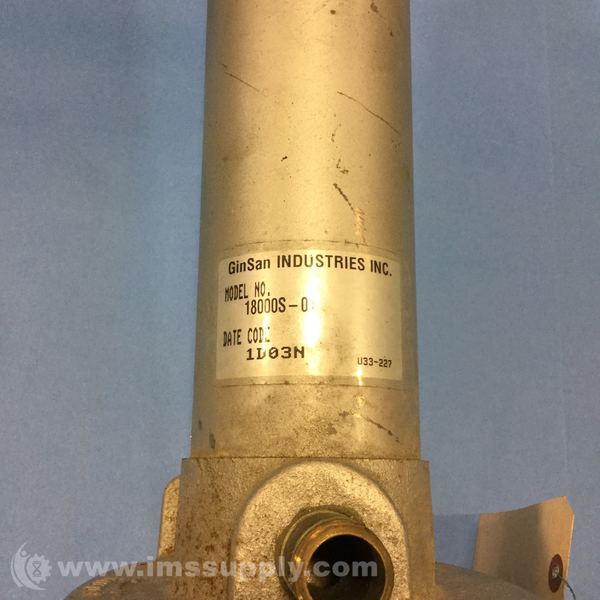 GinSan INDUSTRIES INC.
MODEL NO.
18000S-0
DATE CODE
1D03N
U33-227
www.imssupply.com